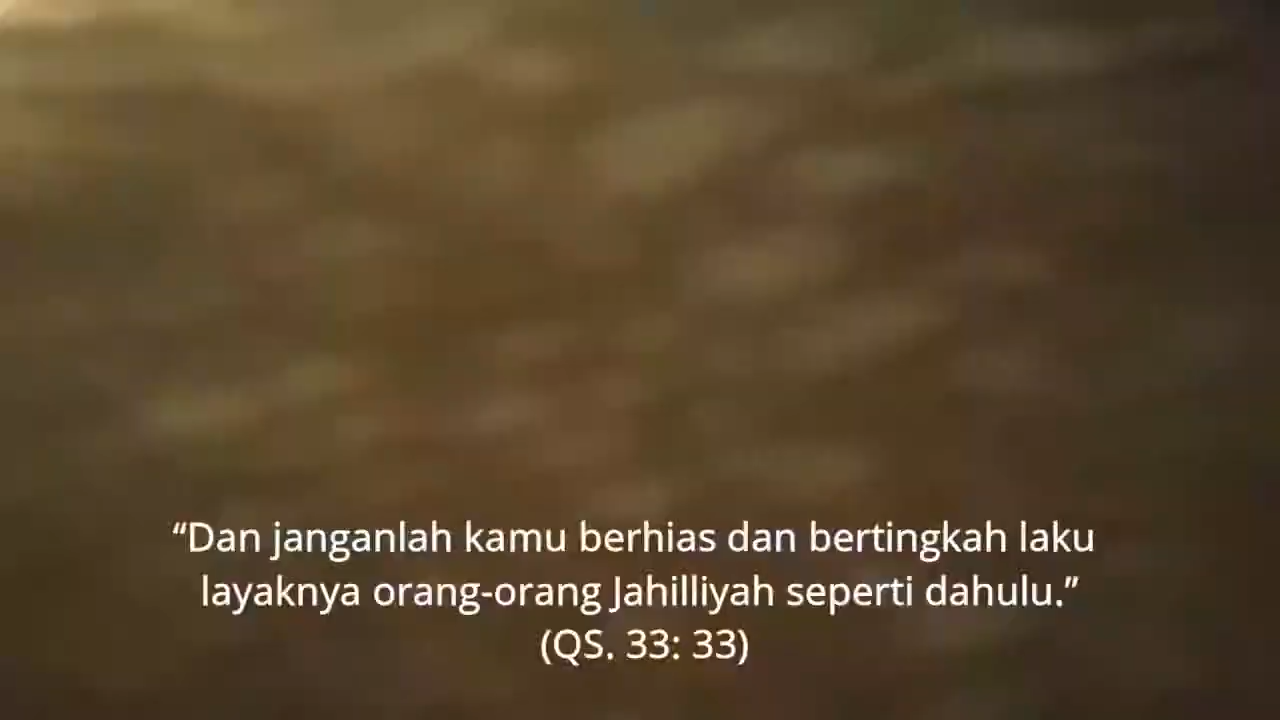 “Dan janganlah kamu berhias dan bertingkah laku
layaknya orang-orang Jahilliyah seperti dahulu.”
(QS. 33: 33)